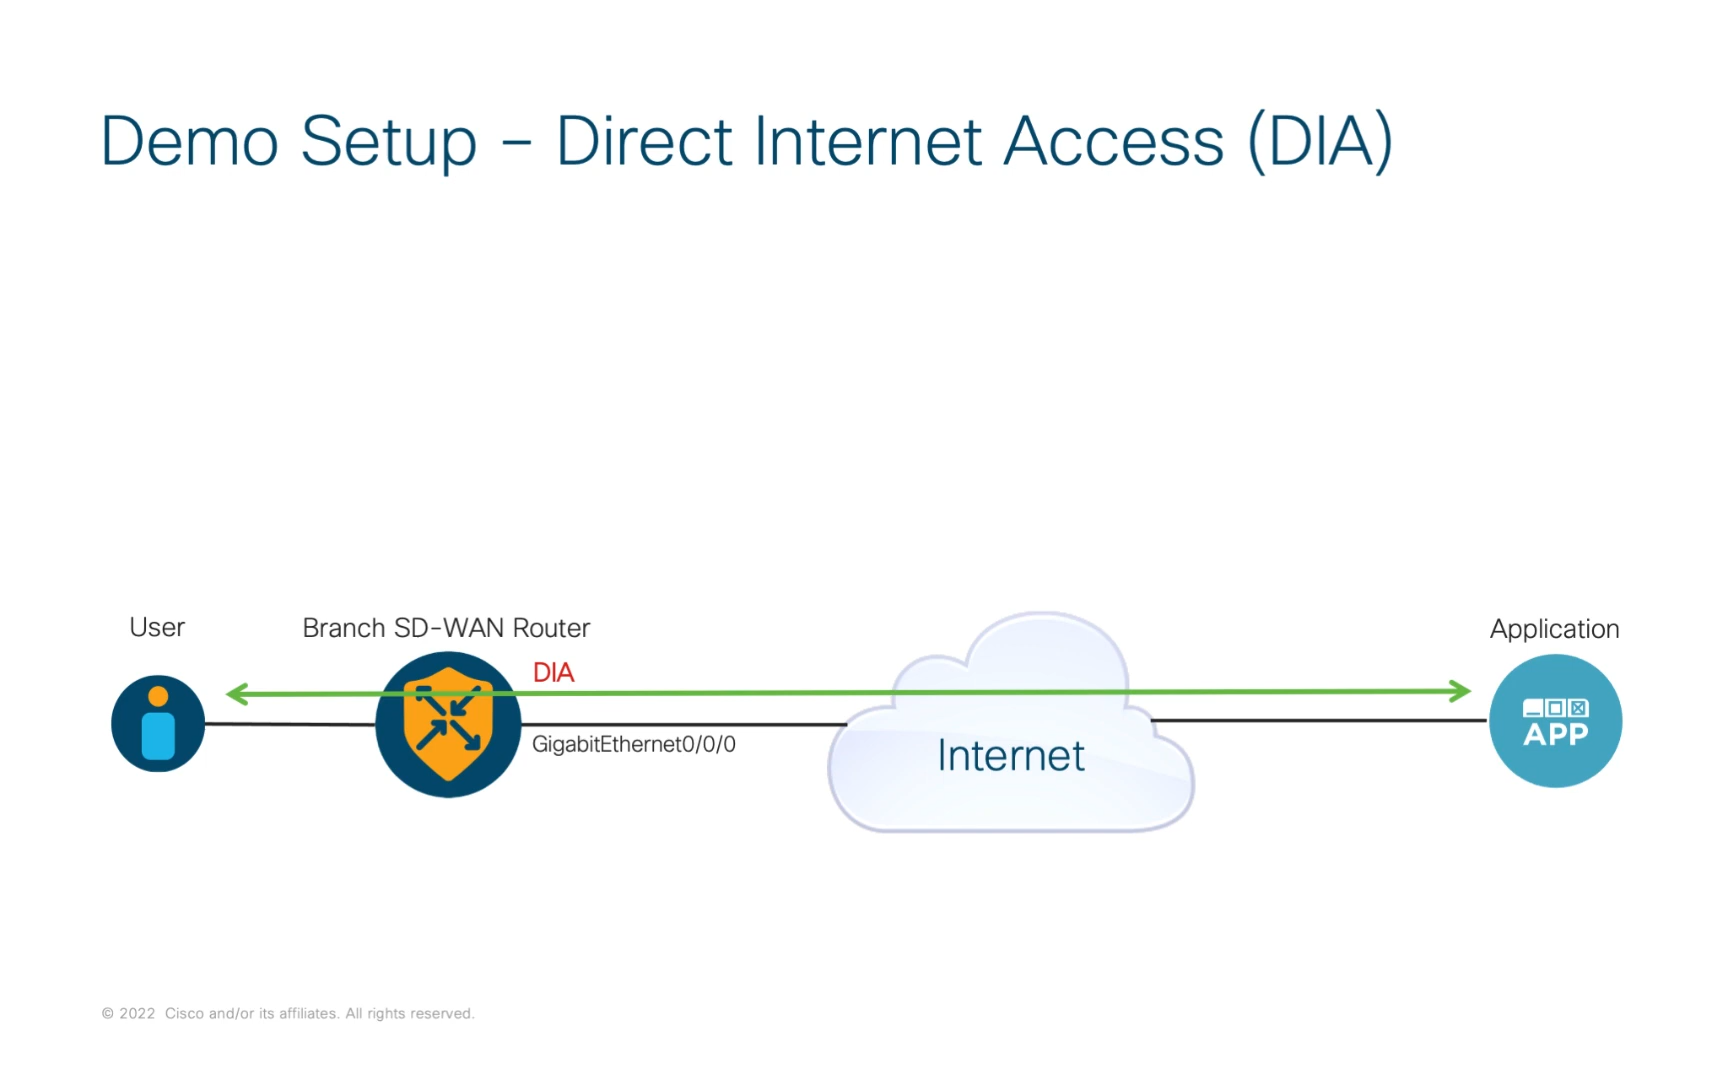 Demo Setup – Direct Internet Access (DIA)
User
Branch SD-WAN Router
Application
DIA
GigabitEthernet0/0/0
Internet
APP
© 2022 Cisco and/or its affiliates. All rights reserved.